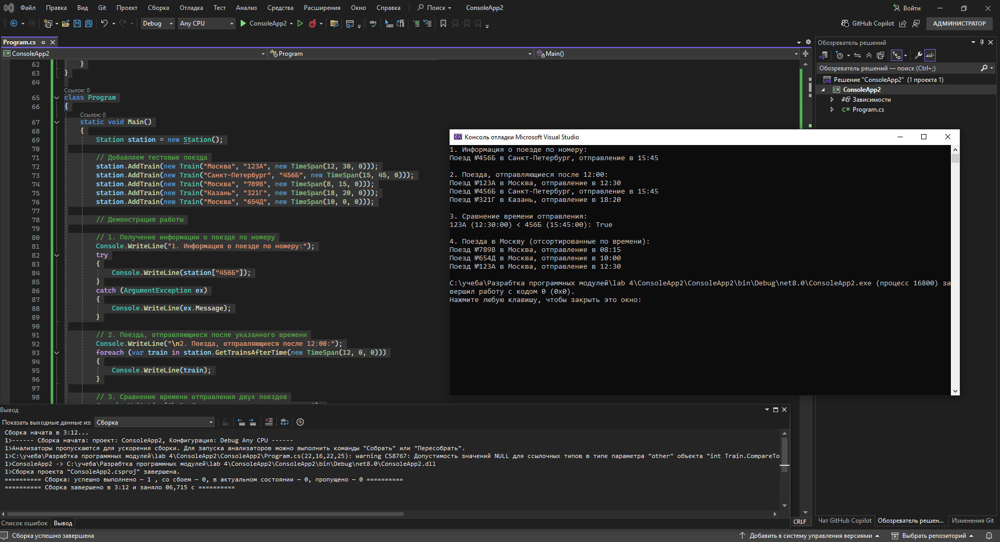 Файл Правка Вид Git Проект Сборка Отладка Тест Анализ Средства Расширения Окно Справка Поиск ConsoleApp2 Войти
Debug Any CPU ConsoleApp2 GitHub Copilot АДМИНИСТРАТОР
Program.cs
ConsoleApp2 Program Main()
62 }
63 }
64
Ссылок: 0
65 class Program
66 {
Ссылок: 0
67 static void Main()
68 {
69 Station station = new Station();
70
71 // Добавляем тестовые поезда
72 station.AddTrain(new Train("Москва", "123А", new TimeSpan(12, 30, 0)));
73 station.AddTrain(new Train("Санкт-Петербург", "456Б", new TimeSpan(15, 45, 0)));
74 station.AddTrain(new Train("Москва", "789В", new TimeSpan(8, 15, 0)));
75 station.AddTrain(new Train("Казань", "321Г", new TimeSpan(18, 20, 0)));
76 station.AddTrain(new Train("Москва", "654Д", new TimeSpan(10, 0, 0)));
77
78 // Демонстрация работы
79
80 // 1. Получение информации о поезде по номеру
81 Console.WriteLine("1. Информация о поезде по номеру:");
82 try
83 {
84 Console.WriteLine(station["456Б"]);
85 }
86 catch (ArgumentException ex)
87 {
88 Console.WriteLine(ex.Message);
89 }
90
91 // 2. Поезда, отправляющиеся после указанного времени
92 Console.WriteLine("\n2. Поезда, отправляющиеся после 12:00:");
93 foreach (var train in station.GetTrainsAfterTime(new TimeSpan(12, 0, 0)))
94 {
95 Console.WriteLine(train);
96 }
97
98 // 3. Сравнение времени отправления двух поездов
Консоль отладки Microsoft Visual Studio
1. Информация о поезде по номеру:
Поезд №456Б в Санкт-Петербург, отправление в 15:45
2. Поезда, отправляющиеся после 12:00:
Поезд №123А в Москва, отправление в 12:30
Поезд №456Б в Санкт-Петербург, отправление в 15:45
Поезд №321Г в Казань, отправление в 18:20
3. Сравнение времени отправления:
123А (12:30:00) < 456Б (15:45:00): True
4. Поезда в Москву (отсортированные по времени):
Поезд №789В в Москва, отправление в 08:15
Поезд №654Д в Москва, отправление в 10:00
Поезд №123А в Москва, отправление в 12:30
C:\учеба\Разрабтка программных модулей\lab 4\ConsoleApp2\ConsoleApp2\bin\Debug\net8.0\ConsoleApp2.exe (процесс 16800) за
вершил работу с кодом 0 (0x0).
Нажмите любую клавишу, чтобы закрыть это окно:
Обозреватель решений
Обозреватель решений — поиск (Ctrl+;)
Решение "ConsoleApp2" (1 проекта 1)
ConsoleApp2
Зависимости
C# Program.cs
Вывод
Показать выходные данные из: Сборка
Сборка начата в 3:12...
1>------ Сборка начата: проект: ConsoleApp2, Конфигурация: Debug Any CPU ------
1>Анализаторы пропускаются для ускорения сборки. Для запуска анализаторов можно выполнить команды "Собрать" или "Пересобрать".
1>C:\учеба\Разрабтка программных модулей\lab 4\ConsoleApp2\ConsoleApp2\Program.cs(22,16,22,25): warning CS8767: Допустимость значений NULL для ссылочных типов в типе параметра "other" объекта "int Train.CompareTo
1>ConsoleApp2 -> C:\учеба\Разрабтка программных модулей\lab 4\ConsoleApp2\ConsoleApp2\bin\Debug\net8.0\ConsoleApp2.dll
1>Сборка проекта "ConsoleApp2.csproj" завершена.
========== Сборка: успешно выполнено — 1 , со сбоем — 0, в актуальном состоянии — 0, пропущено — 0 ==========
========== Сборка завершено в 3:12 и заняло 06,715 с ==========
Список ошибок Вывод
CRLF
Чат GitHub Copilot Обозреватель решен... Изменения Git
Сборка успешно завершена
Добавить в систему управления версиями Выбрать репозиторий